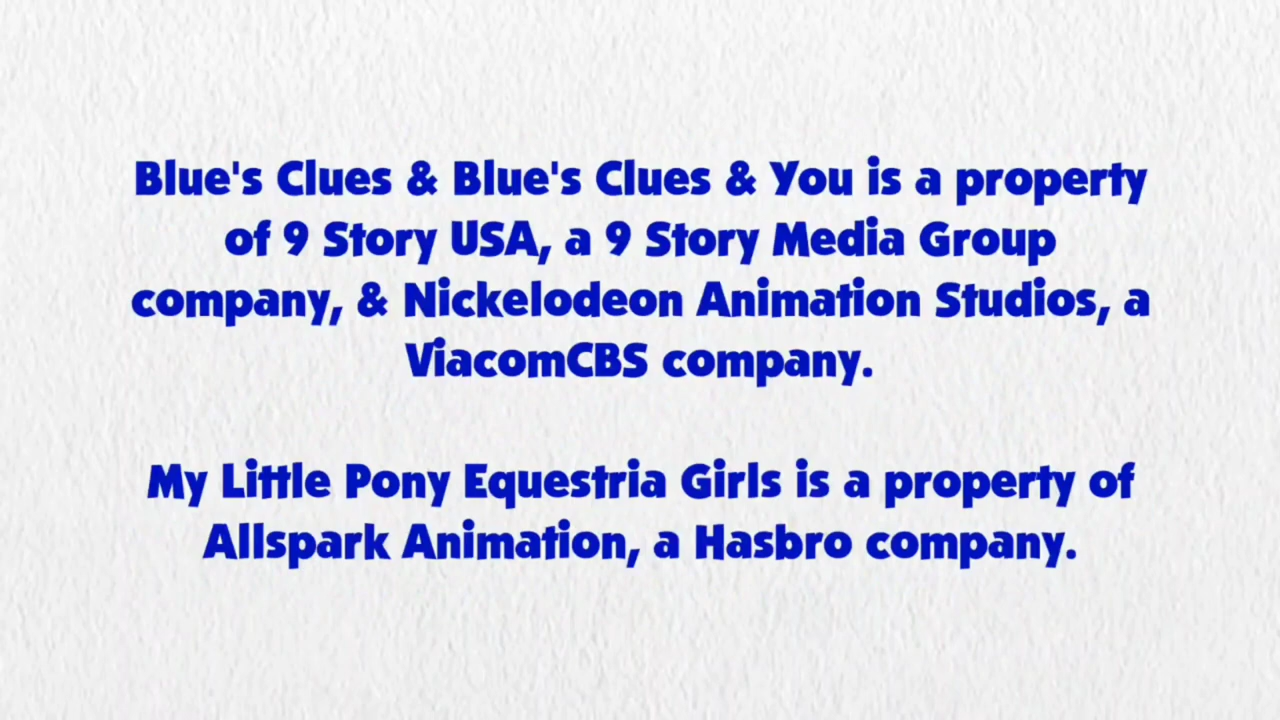 Blue's Clues & Blue's Clues & You is a property
of 9 Story USA, a 9 Story Media Group
company, & Nickelodeon Animation Studios, a
ViacomCBS company.
My Little Pony Equestria Girls is a property of
Allspark Animation, a Hasbro company.